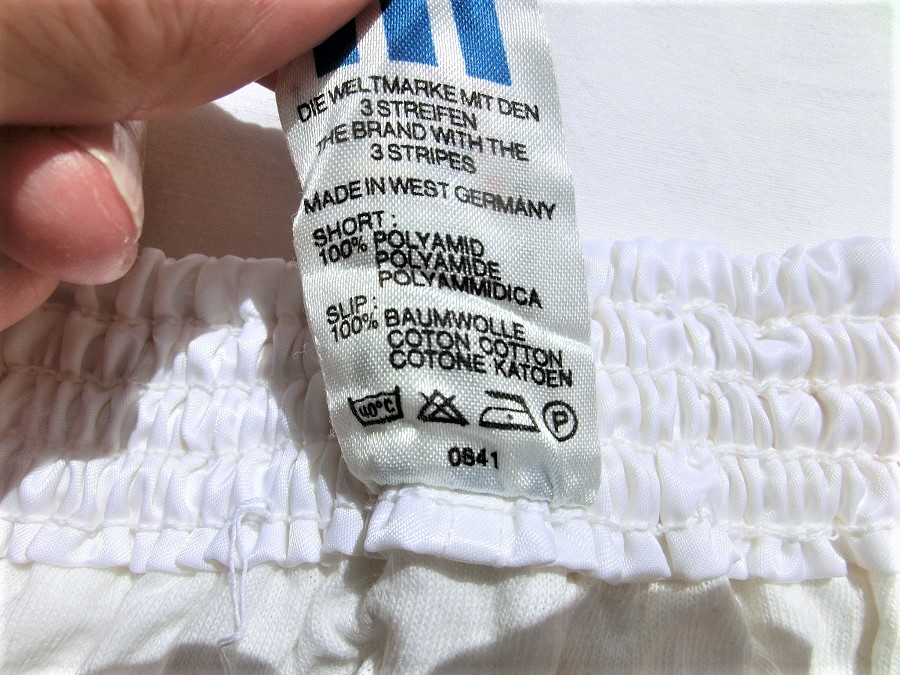 DIE WELTMARKE MIT DEN
3 STREIFEN
THE BRAND WITH THE
3 STRIPES
MADE IN WEST GERMANY
SHORT :
100% POLYAMID
POLYAMIDE
POLYAMMIDICA
SLIP :
100% BAUMWOLLE
COTON COTTON
COTONE KATOEN
40°C P
0841